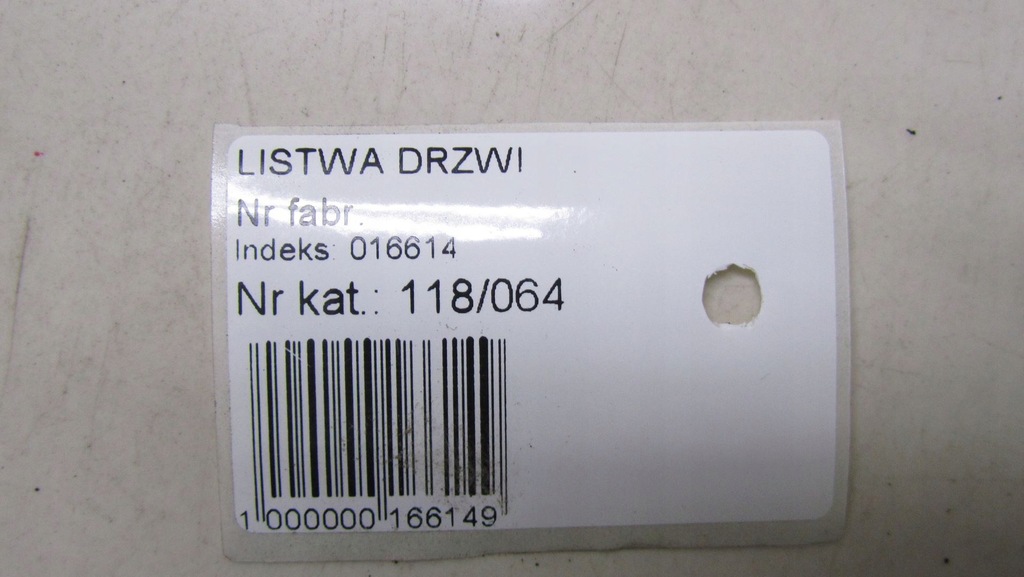 LISTWA DRZWI
Nr fabr.
Indeks: 016614
Nr kat.: 118/064
1 000000 166149